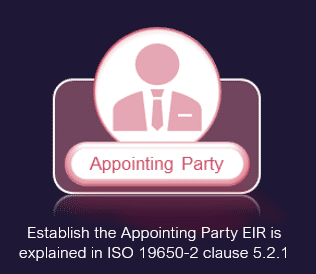 Appointing Party
Establish the Appointing Party EIR is
explained in ISO 19650-2 clause 5.2.1